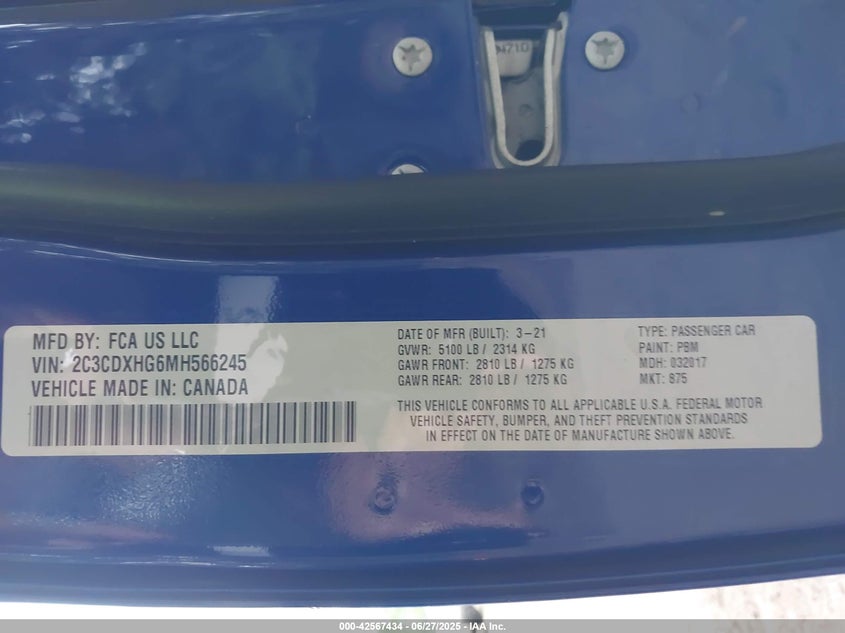 MFD BY: FCA US LLC
VIN: 2C3CDXHG6MH566245
VEHICLE MADE IN: CANADA
DATE OF MFR (BUILT): 3-21
GVWR: 5100 LB / 2314 KG
GAWR FRONT: 2810 LB / 1275 KG
GAWR REAR: 2810 LB / 1275 KG
TYPE: PASSENGER CAR
PAINT: PBM
MDH: 032017
MKT: 875
THIS VEHICLE CONFORMS TO ALL APPLICABLE U.S.A. FEDERAL MOTOR
VEHICLE SAFETY, BUMPER, AND THEFT PREVENTION STANDARDS
IN EFFECT ON THE DATE OF MANUFACTURE SHOWN ABOVE.
000-42567434 - 06/27/2025 - IAA Inc.